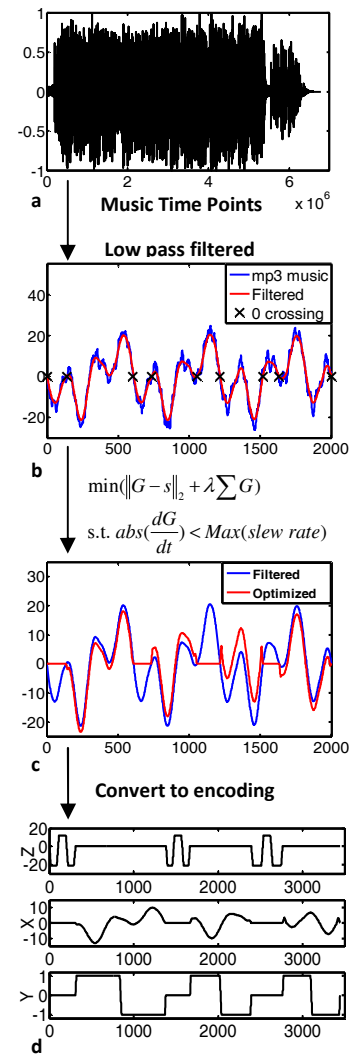 1
0.5
0
-0.5
-1
0 2 4 6
a Music Time Points x 10^6
Low pass filtered
mp3 music
Filtered
0 crossing
40
20
0
-20
0 500 1000 1500 2000
b
min(‖G − s‖₂ + λ∑G)
s.t. abs(dG/dt) < Max(slew rate)
Filtered
Optimized
30
20
10
0
-10
-20
0 500 1000 1500 2000
c
Convert to encoding
20
0
-20
Z
0 1000 2000 3000
10
0
-10
X
0 1000 2000 3000
1
0
-1
Y
0 1000 2000 3000
d